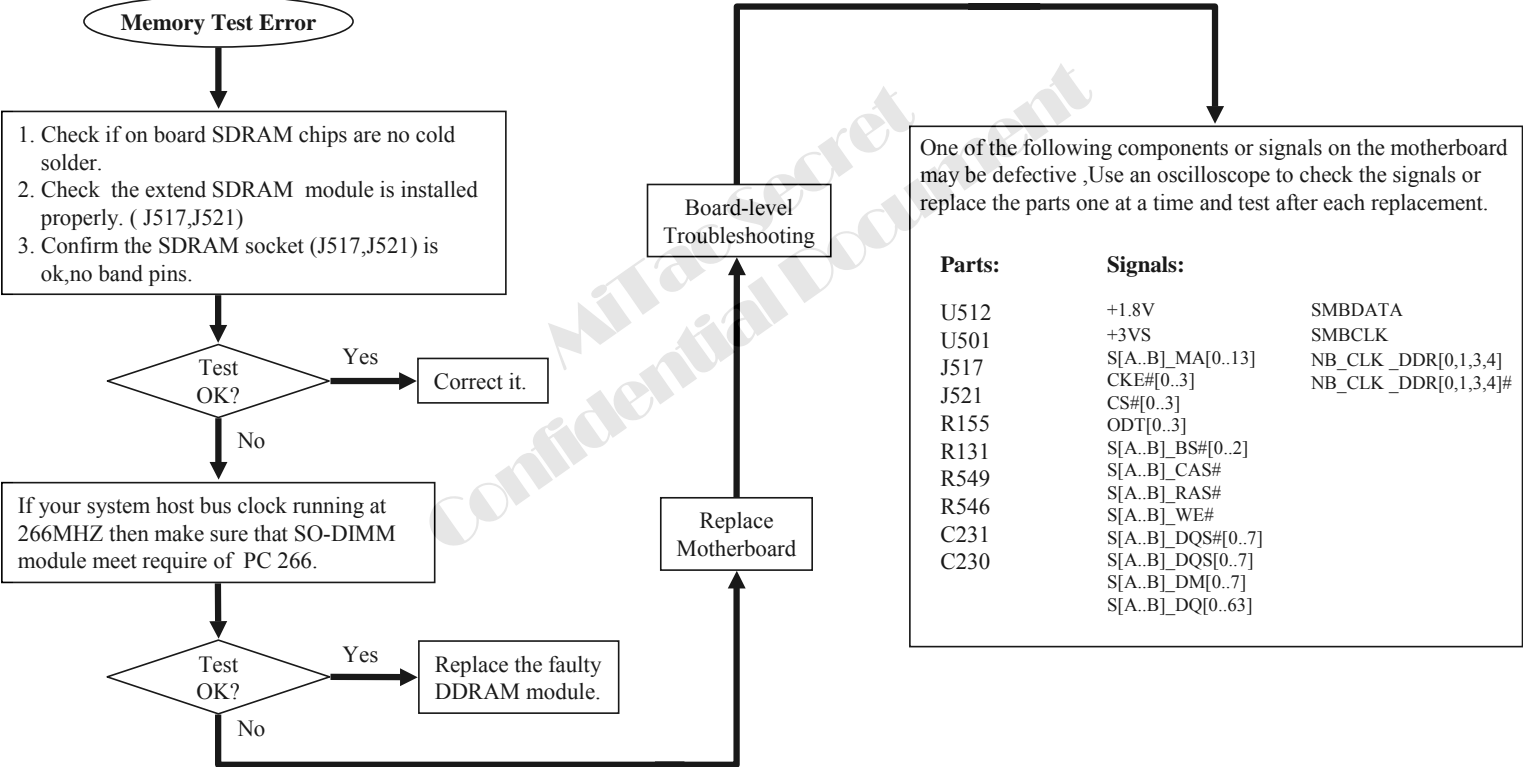 Memory Test Error
1. Check if on board SDRAM chips are no cold
solder.
2. Check the extend SDRAM module is installed
properly. ( J517,J521)
3. Confirm the SDRAM socket (J517,J521) is
ok,no band pins.
Test
OK?
Yes
Correct it.
No
If your system host bus clock running at
266MHZ then make sure that SO-DIMM
module meet require of PC 266.
Test
OK?
Yes
Replace the faulty
DDRAM module.
No
Replace
Motherboard
Board-level
Troubleshooting
One of the following components or signals on the motherboard
may be defective ,Use an oscilloscope to check the signals or
replace the parts one at a time and test after each replacement.
Parts:
U512
U501
J517
J521
R155
R131
R549
R546
C231
C230
Signals:
+1.8V
+3VS
S[A..B]_MA[0..13]
CKE#[0..3]
CS#[0..3]
ODT[0..3]
S[A..B]_BS#[0..2]
S[A..B]_CAS#
S[A..B]_RAS#
S[A..B]_WE#
S[A..B]_DQS#[0..7]
S[A..B]_DQS[0..7]
S[A..B]_DM[0..7]
S[A..B]_DQ[0..63]
SMBDATA
SMBCLK
NB_CLK _DDR[0,1,3,4]
NB_CLK _DDR[0,1,3,4]#
MiTac Secret
Confidential Document